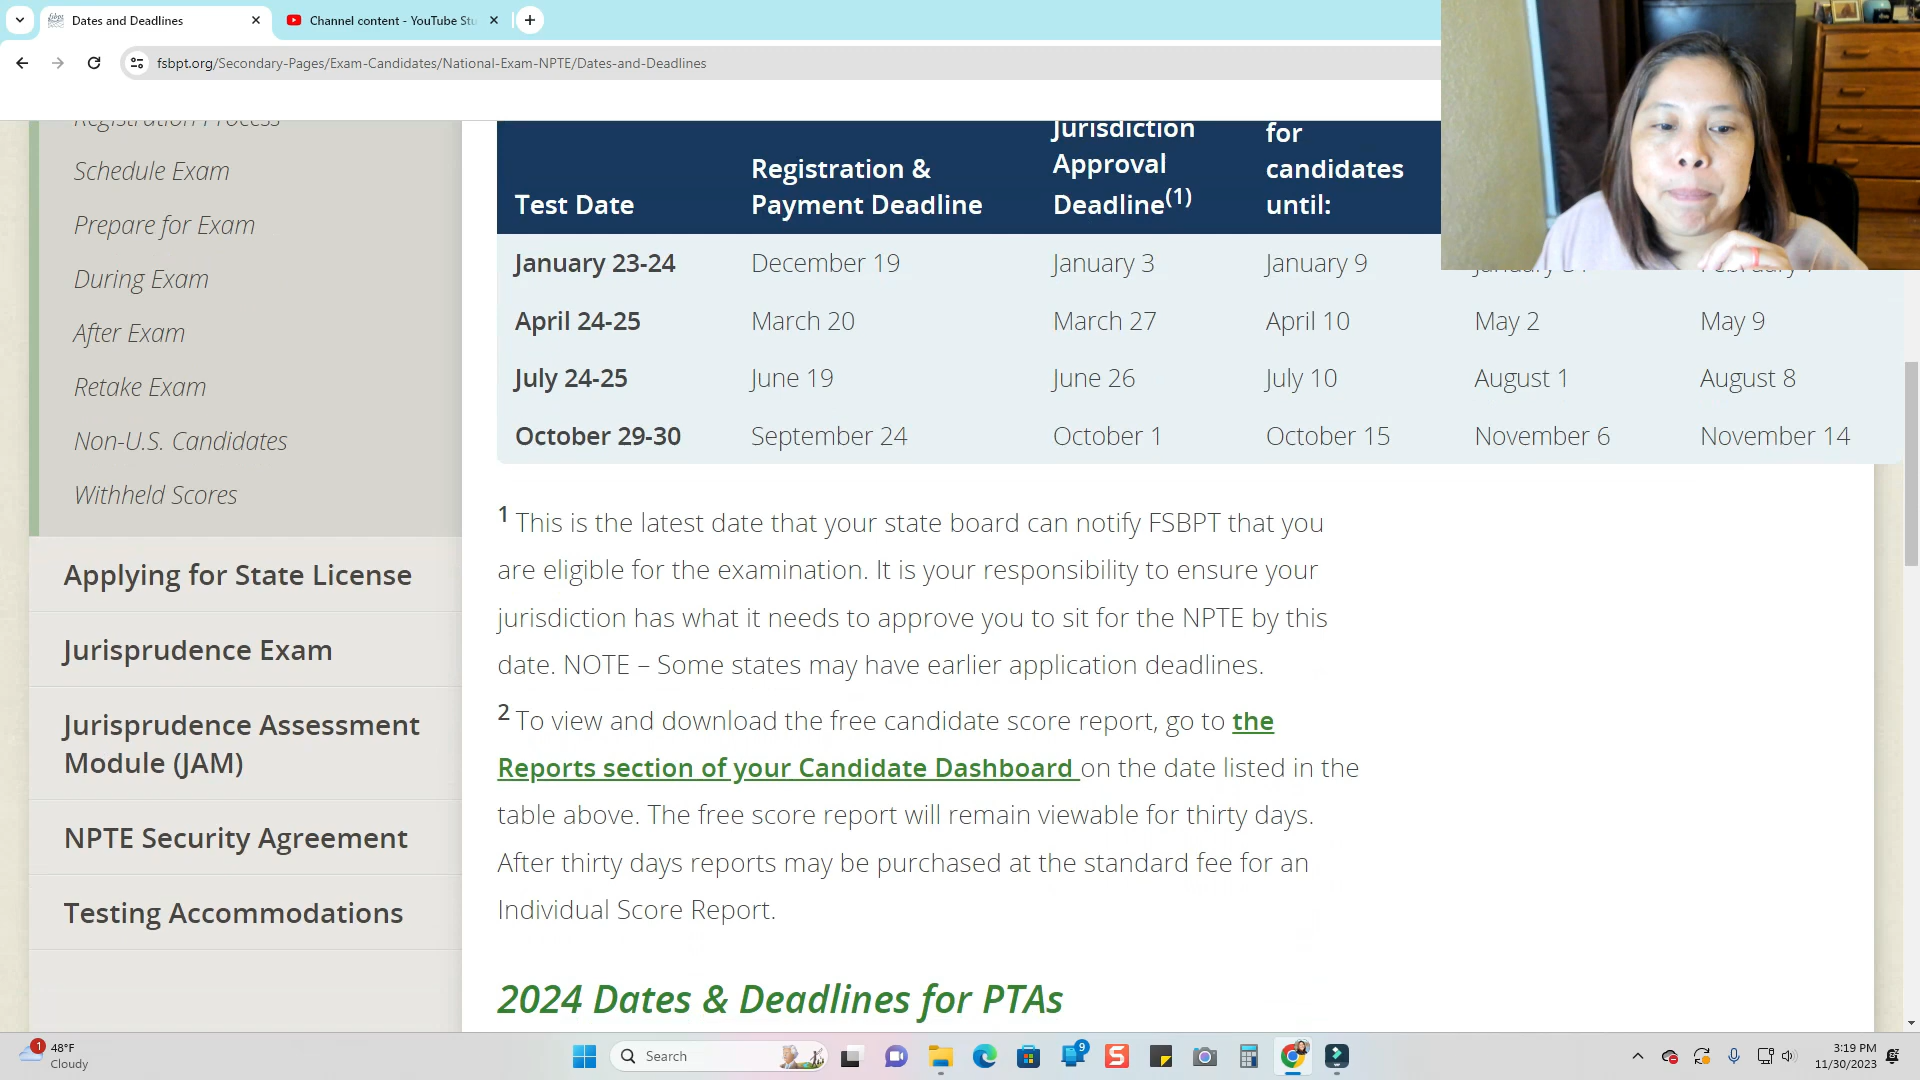 Dates and Deadlines
Channel content - YouTube Stu
fsbpt.org/Secondary-Pages/Exam-Candidates/National-Exam-NPTE/Dates-and-Deadlines
Registration Process
Schedule Exam
Prepare for Exam
During Exam
After Exam
Retake Exam
Non-U.S. Candidates
Withheld Scores
Applying for State License
Jurisprudence Exam
Jurisprudence Assessment
Module (JAM)
NPTE Security Agreement
Testing Accommodations
Test Date
Registration &
Payment Deadline
Jurisdiction
Approval
Deadline(1)
for
candidates
until:
January 23-24 December 19 January 3 January 9
April 24-25 March 20 March 27 April 10 May 2 May 9
July 24-25 June 19 June 26 July 10 August 1 August 8
October 29-30 September 24 October 1 October 15 November 6 November 14
1 This is the latest date that your state board can notify FSBPT that you
are eligible for the examination. It is your responsibility to ensure your
jurisdiction has what it needs to approve you to sit for the NPTE by this
date. NOTE – Some states may have earlier application deadlines.
2 To view and download the free candidate score report, go to the
Reports section of your Candidate Dashboard on the date listed in the
table above. The free score report will remain viewable for thirty days.
After thirty days reports may be purchased at the standard fee for an
Individual Score Report.
2024 Dates & Deadlines for PTAs
1
48°F
Cloudy
Search
9
3:19 PM
11/30/2023